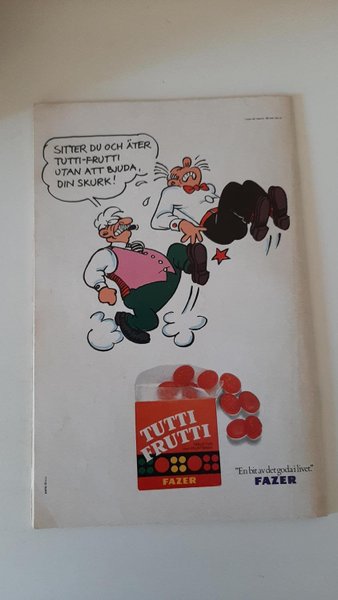 SITTER DU OCH ÄTER
TUTTI-FRUTTI
UTAN ATT BJUDA,
DIN SKURK!
TUTTI
FRUTTI
FAZER
"En bit av det goda i livet."
FAZER